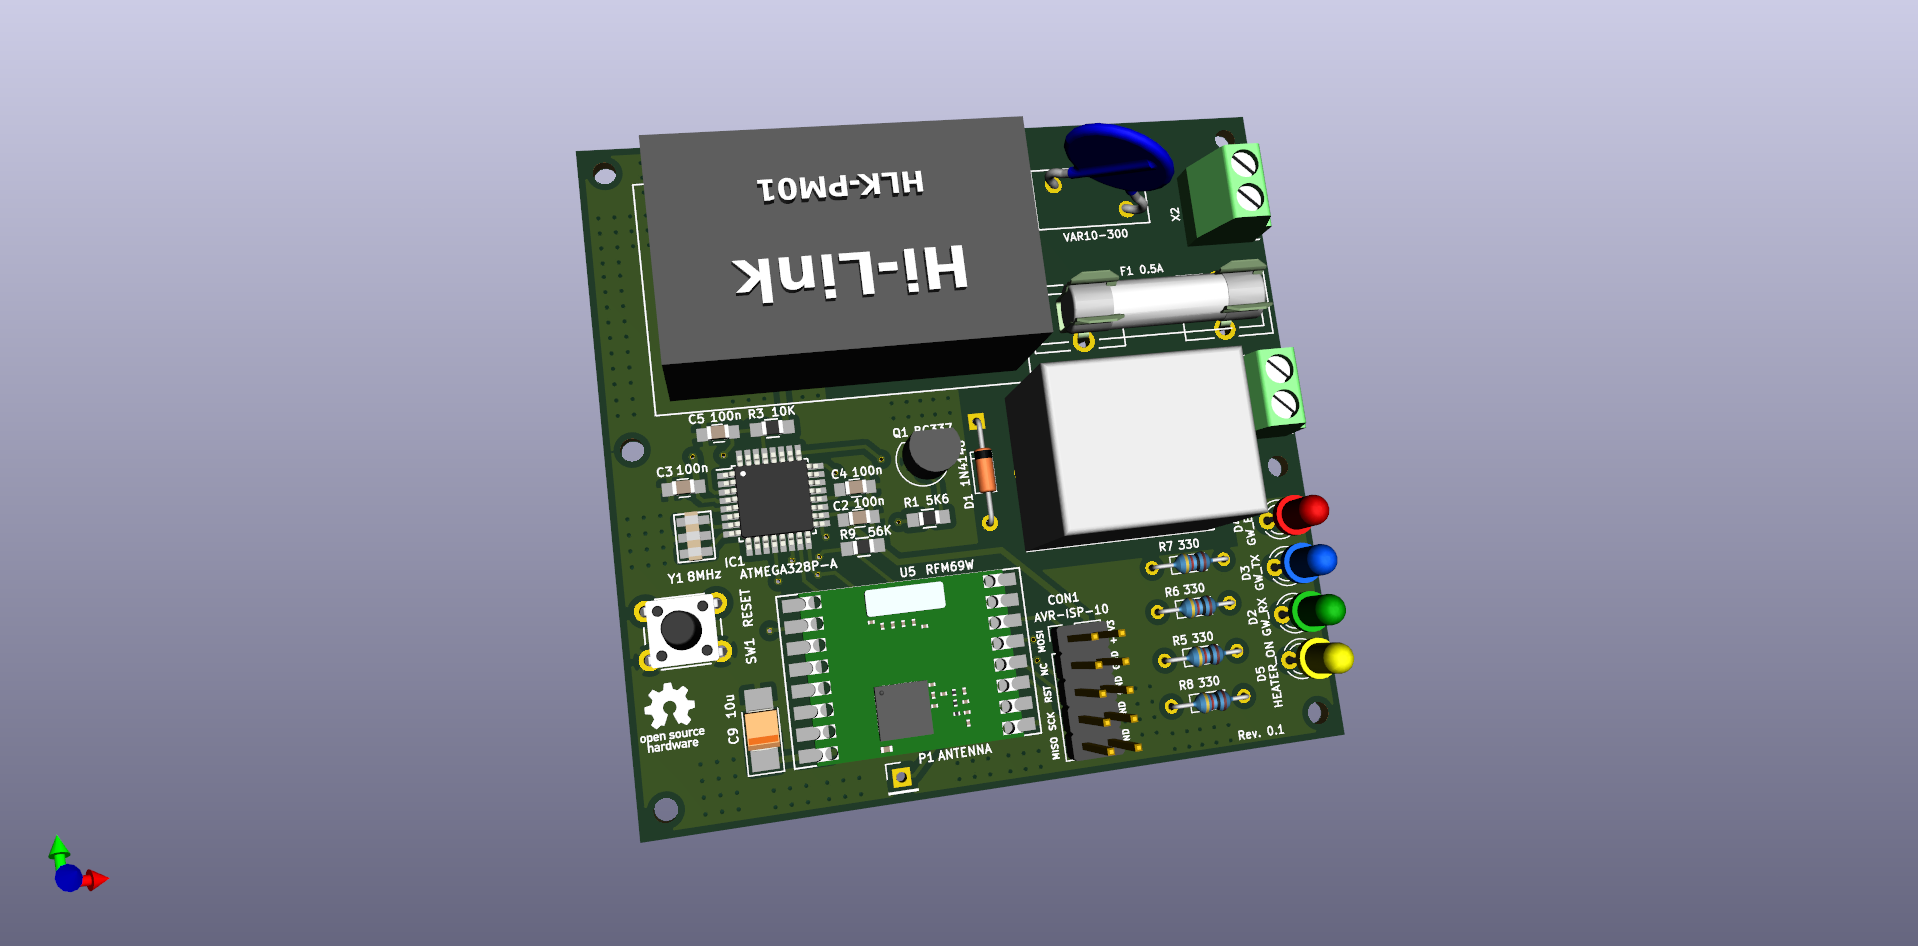 HLK-PM01
Hi-Link
VAR10-300
X2
F1 0.5A
C5 100n
R3 10K
Q1 BC337
C3 100n
C4 100n
C2 100n
R1 5K6
D1
R9 56K
IC1
ATMEGA328P-A
Y1 8MHz
U5 RFM69W
R7 330
R6 330
R5 330
R8 330
D3
GW_TX
D2
GW_RX
D5
HEATER_ON
CON1
AVR-ISP-10
MOSI
NC
RST
SCK
MISO
RESET
SW1
C9 10u
open source
hardware
P1 ANTENNA
Rev. 0.1